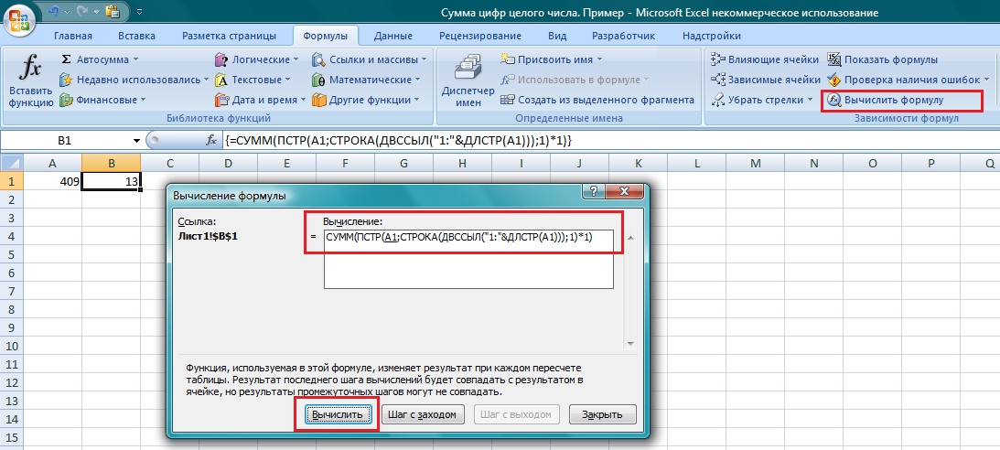 Сумма цифр целого числа. Пример - Microsoft Excel некоммерческое использование
Главная Вставка Разметка страницы Формулы Данные Рецензирование Вид Разработчик Надстройки
fx Вставить функцию
Σ Автосумма
Недавно использовались
Финансовые
Логические
Текстовые
Дата и время
Ссылки и массивы
Математические
Другие функции
Библиотека функций
Диспетчер имен
Присвоить имя
Использовать в формуле
Создать из выделенного фрагмента
Определенные имена
Влияющие ячейки
Зависимые ячейки
Убрать стрелки
Показать формулы
Проверка наличия ошибок
Вычислить формулу
Зависимости формул
B1 fx {=СУММ(ПСТР(A1;СТРОКА(ДВССЫЛ("1:"&ДЛСТР(A1)));1)*1)}
A B C D E F G H I J K L M N O P Q
1 409 13
2
3
4
5
6
7
8
9
10
11
12
13
14
15
Вычисление формулы
Ссылка: Вычисление:
Лист1!$B$1 = СУММ(ПСТР(A1;СТРОКА(ДВССЫЛ("1:"&ДЛСТР(A1)));1)*1)
Функция, используемая в этой формуле, изменяет результат при каждом пересчете
таблицы. Результат последнего шага вычислений будет совпадать с результатом в
ячейке, но результаты промежуточных шагов могут не совпадать.
Вычислить Шаг с заходом Шаг с выходом Закрыть